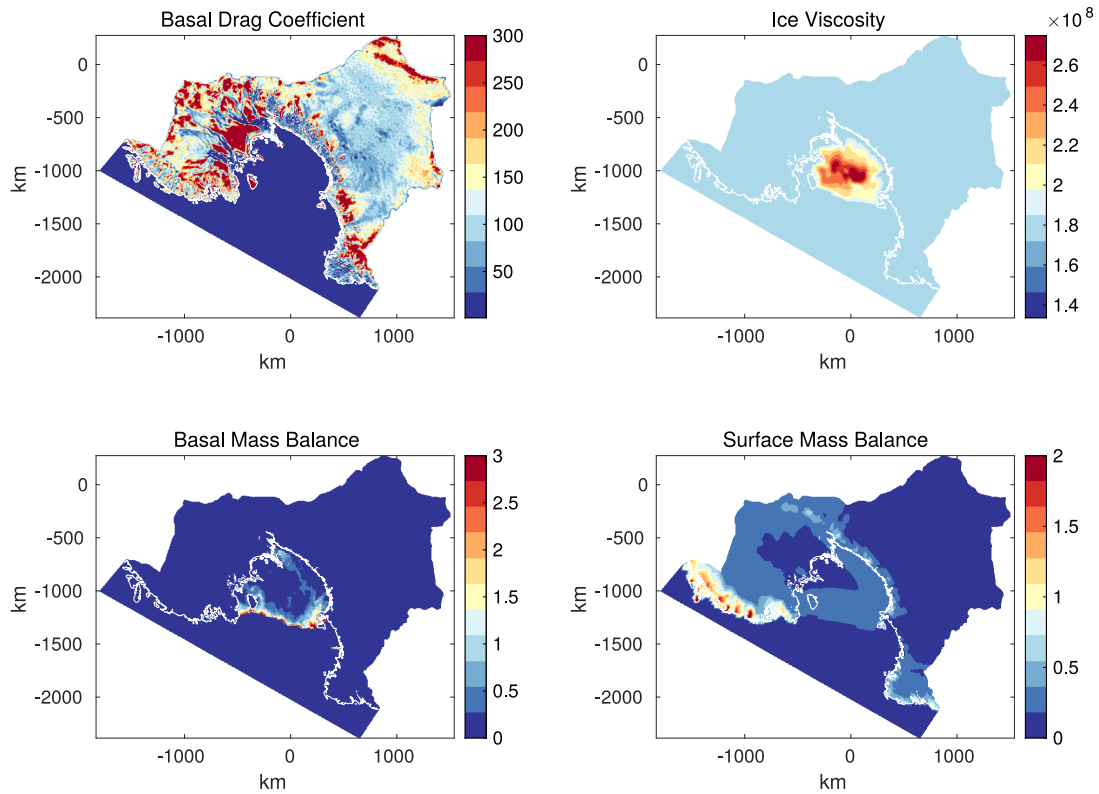 Basal Drag Coefficient
300
250
200
150
100
50
0
-500
-1000
-1500
-2000
km
-1000 0 1000
km
Ice Viscosity
×10^8
2.6
2.4
2.2
2
1.8
1.6
1.4
0
-500
-1000
-1500
-2000
km
-1000 0 1000
km
Basal Mass Balance
3
2.5
2
1.5
1
0.5
0
0
-500
-1000
-1500
-2000
km
-1000 0 1000
km
Surface Mass Balance
2
1.5
1
0.5
0
0
-500
-1000
-1500
-2000
km
-1000 0 1000
km